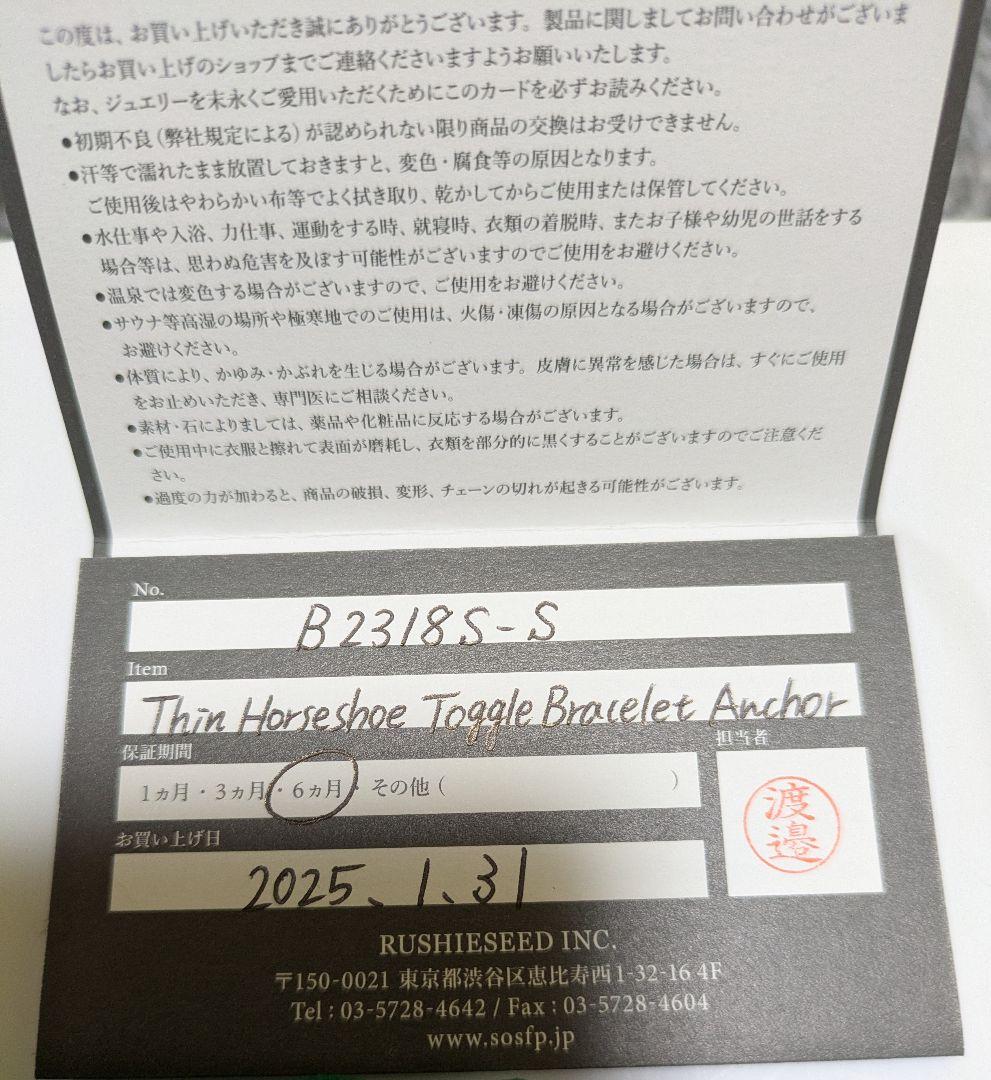 この度は、お買い上げいただき誠にありがとうございます。製品に関しましてお問い合わせがございま
したらお買い上げのショップまでご連絡くださいますようお願いいたします。
なお、ジュエリーを末永くご愛用いただくためにこのカードを必ずお読みください。
●初期不良（弊社規定による）が認められない限り商品の交換はお受けできません。
●汗等で濡れたまま放置しておきますと、変色・腐食等の原因となります。
ご使用後はやわらかい布等でよく拭き取り、乾かしてからご使用または保管してください。
●水仕事や入浴、力仕事、運動をする時、就寝時、衣類の着脱時、またお子様や幼児の世話をする
場合等は、思わぬ危害を及ぼす可能性がございますのでご使用をお避けください。
●温泉では変色する場合がございますので、ご使用をお避けください。
●サウナ等高湿の場所や極寒地でのご使用は、火傷・凍傷の原因となる場合がございますので、
お避けください。
●体質により、かゆみ・かぶれを生じる場合がございます。皮膚に異常を感じた場合は、すぐにご使用
をお止めいただき、専門医にご相談ください。
●素材・石によりましては、薬品や化粧品に反応する場合がございます。
●ご使用中に衣服と擦れて表面が磨耗し、衣類を部分的に黒くすることがございますのでご注意くだ
さい。
●過度の力が加わると、商品の破損、変形、チェーンの切れが起きる可能性がございます。
No.
B2318S-S
Item
Thin Horseshoe Toggle Bracelet Anchor
保証期間
1ヵ月・3ヵ月・6ヵ月・その他（ ）
担当者
渡邉
お買い上げ日
2025、1、31
RUSHIESEED INC.
〒150-0021 東京都渋谷区恵比寿西1-32-16 4F
Tel : 03-5728-4642 / Fax : 03-5728-4604
www.sosfp.jp